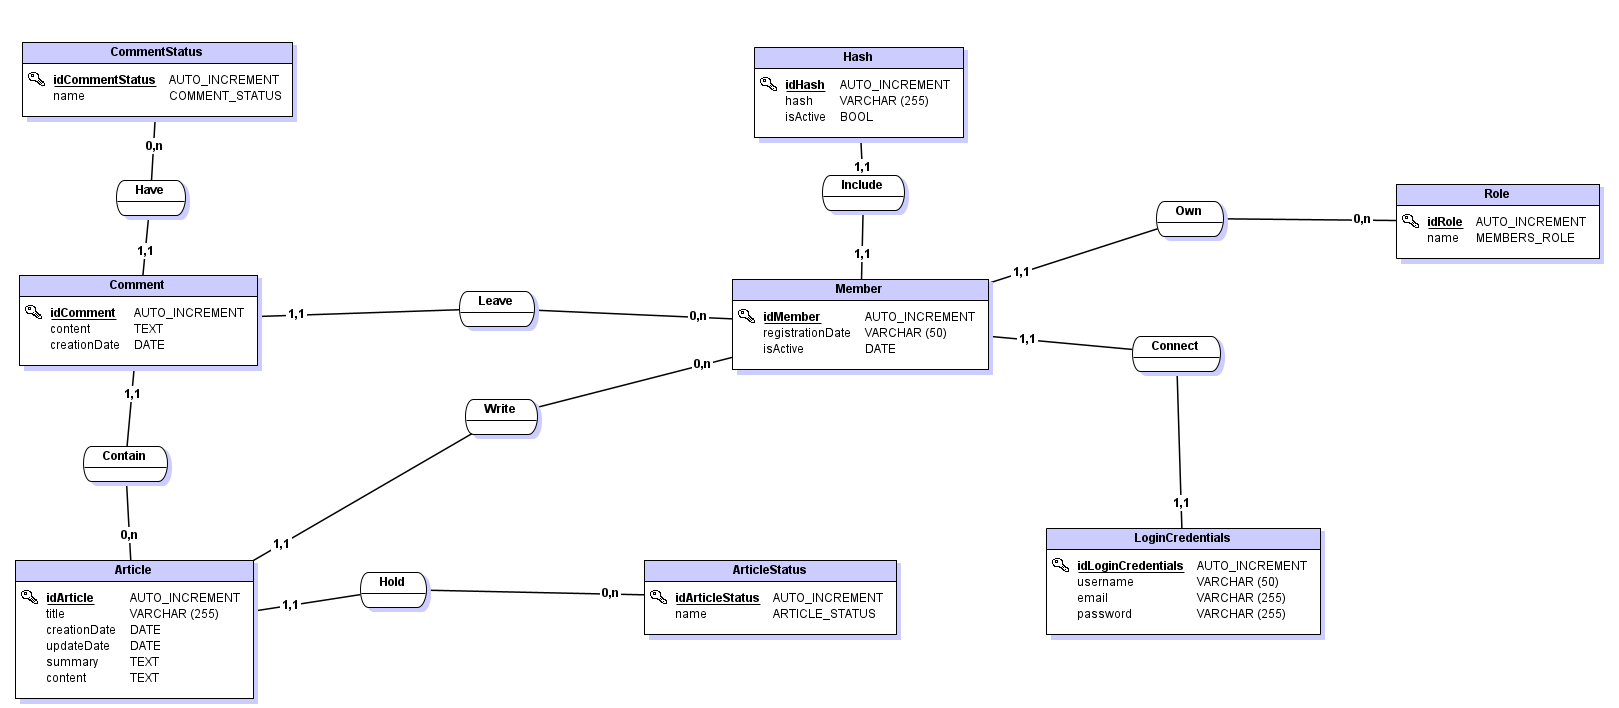 CommentStatus
idCommentStatus AUTO_INCREMENT
name COMMENT_STATUS
0,n
Have
1,1
Hash
idHash AUTO_INCREMENT
hash VARCHAR (255)
isActive BOOL
1,1
Include
1,1
Role
idRole AUTO_INCREMENT
name MEMBERS_ROLE
Own
0,n
1,1
Comment
idComment AUTO_INCREMENT
content TEXT
creationDate DATE
1,1
Leave
0,n
Member
idMember AUTO_INCREMENT
registrationDate VARCHAR (50)
isActive DATE
1,1
Connect
1,1
0,n
Write
1,1
1,1
Contain
0,n
Article
idArticle AUTO_INCREMENT
title VARCHAR (255)
creationDate DATE
updateDate DATE
summary TEXT
content TEXT
1,1
Hold
0,n
ArticleStatus
idArticleStatus AUTO_INCREMENT
name ARTICLE_STATUS
LoginCredentials
idLoginCredentials AUTO_INCREMENT
username VARCHAR (50)
email VARCHAR (255)
password VARCHAR (255)